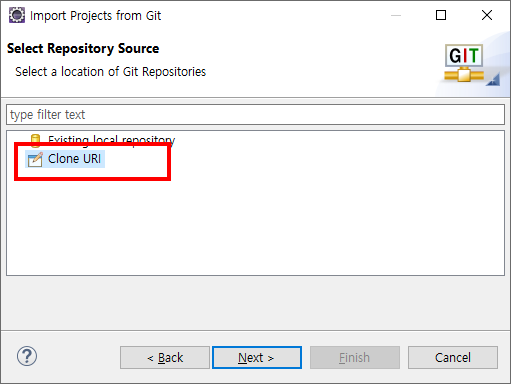 Import Projects from Git
Select Repository Source
Select a location of Git Repositories
GIT
type filter text
Existing local repository
Clone URI
?
< Back
Next >
Finish
Cancel